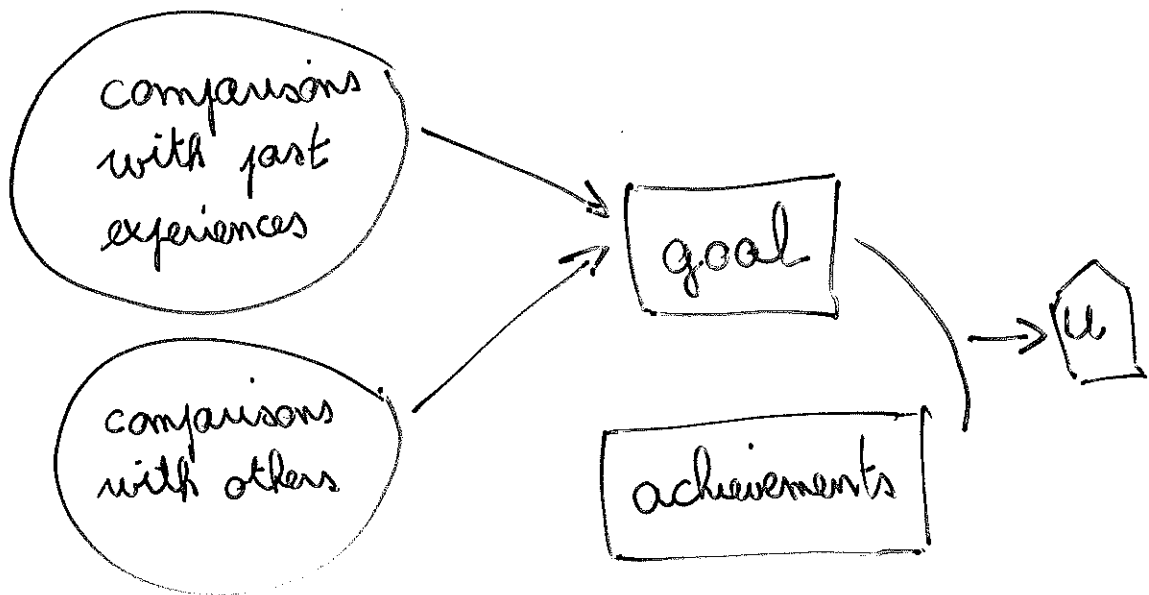 comparisons
with past
experiences
goal
u
comparisons
with others
achievements